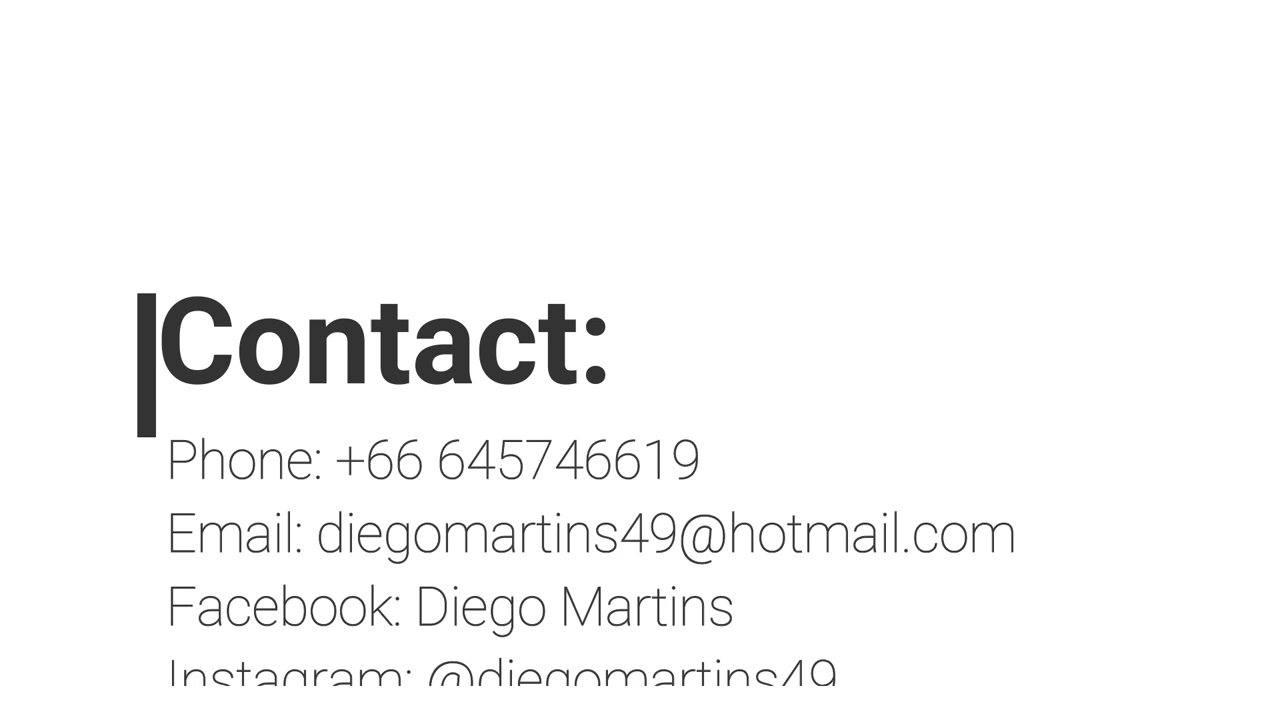 Contact:
Phone: +66 645746619
Email: diegomartins49@hotmail.com
Facebook: Diego Martins
Instagram: @diegomartins49